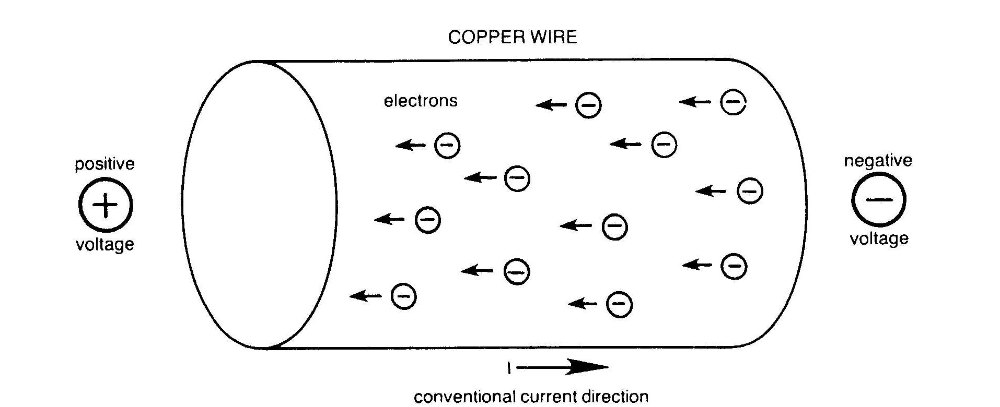 COPPER WIRE
electrons
positive
+
voltage
negative
−
voltage
I
conventional current direction